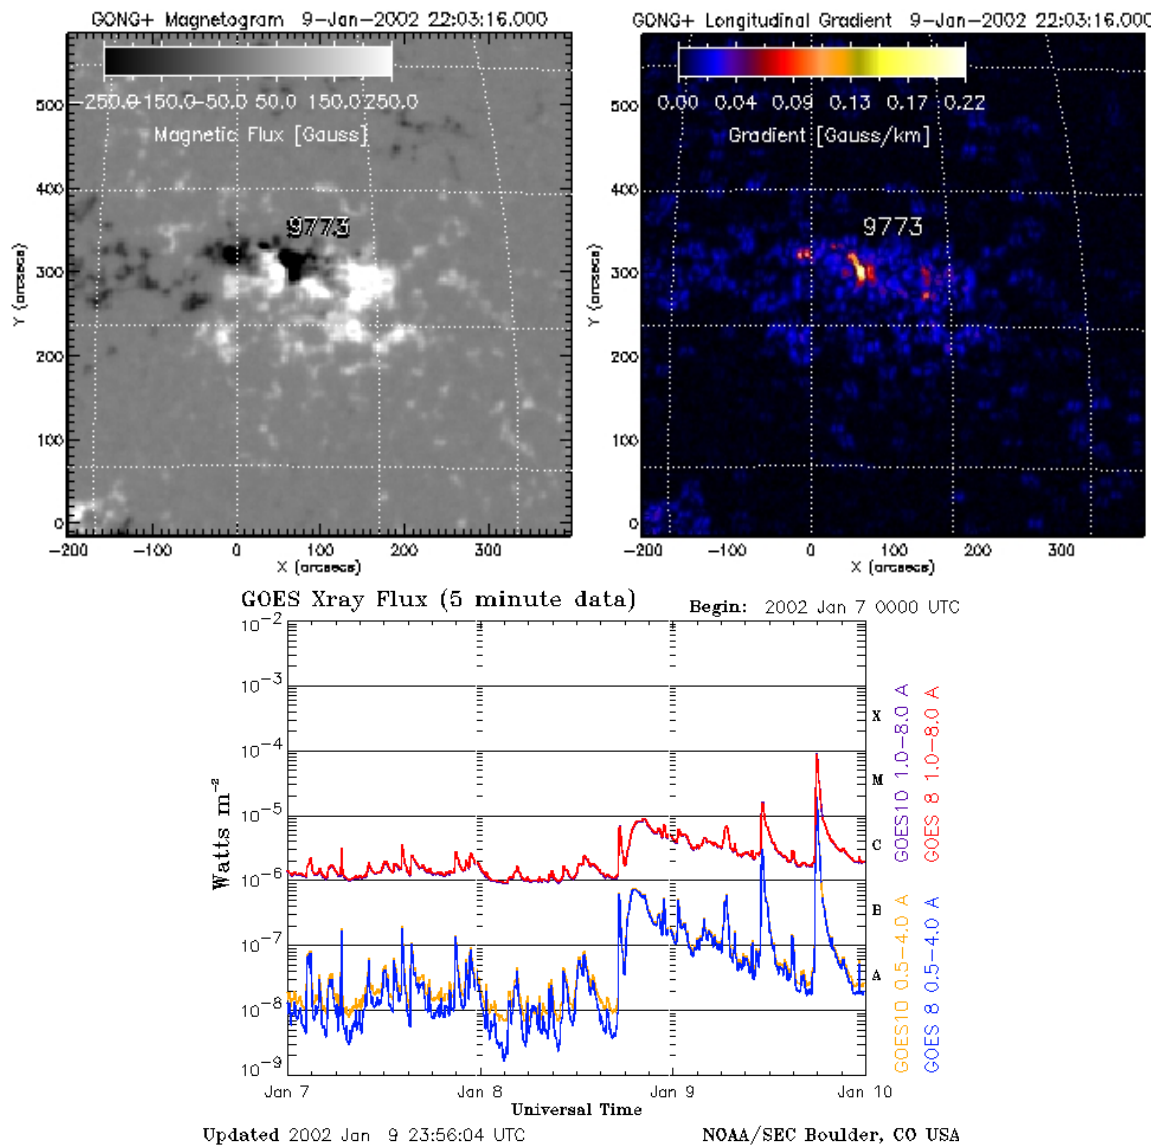 GONG+ Magnetogram 9-Jan-2002 22:03:16.000
-250.0 -150.0 -50.0 50.0 150.0 250.0
Magnetic Flux [Gauss]
9773
Y (arcsecs)
500
400
300
200
100
0
-200 -100 0 100 200 300
X (arcsecs)
GONG+ Longitudinal Gradient 9-Jan-2002 22:03:16.000
0.00 0.04 0.09 0.13 0.17 0.22
Gradient [Gauss/km]
9773
Y (arcsecs)
500
400
300
200
100
0
-200 -100 0 100 200 300
X (arcsecs)
GOES Xray Flux (5 minute data)
Begin: 2002 Jan 7 0000 UTC
Watts m-2
10-2
10-3
10-4
10-5
10-6
10-7
10-8
10-9
X
M
C
B
A
GOES10 1.0-8.0 A
GOES 8 1.0-8.0 A
GOES10 0.5-4.0 A
GOES 8 0.5-4.0 A
Jan 7 Jan 8 Jan 9 Jan 10
Universal Time
Updated 2002 Jan 9 23:56:04 UTC
NOAA/SEC Boulder, CO USA